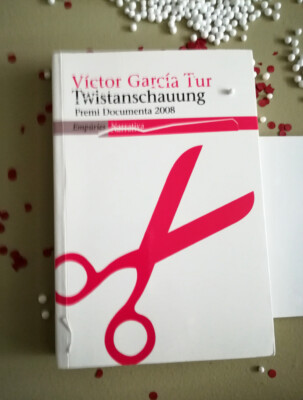 Víctor García Tur
Twistanschauung
Premi Documenta 2008
Empúries Narrativa